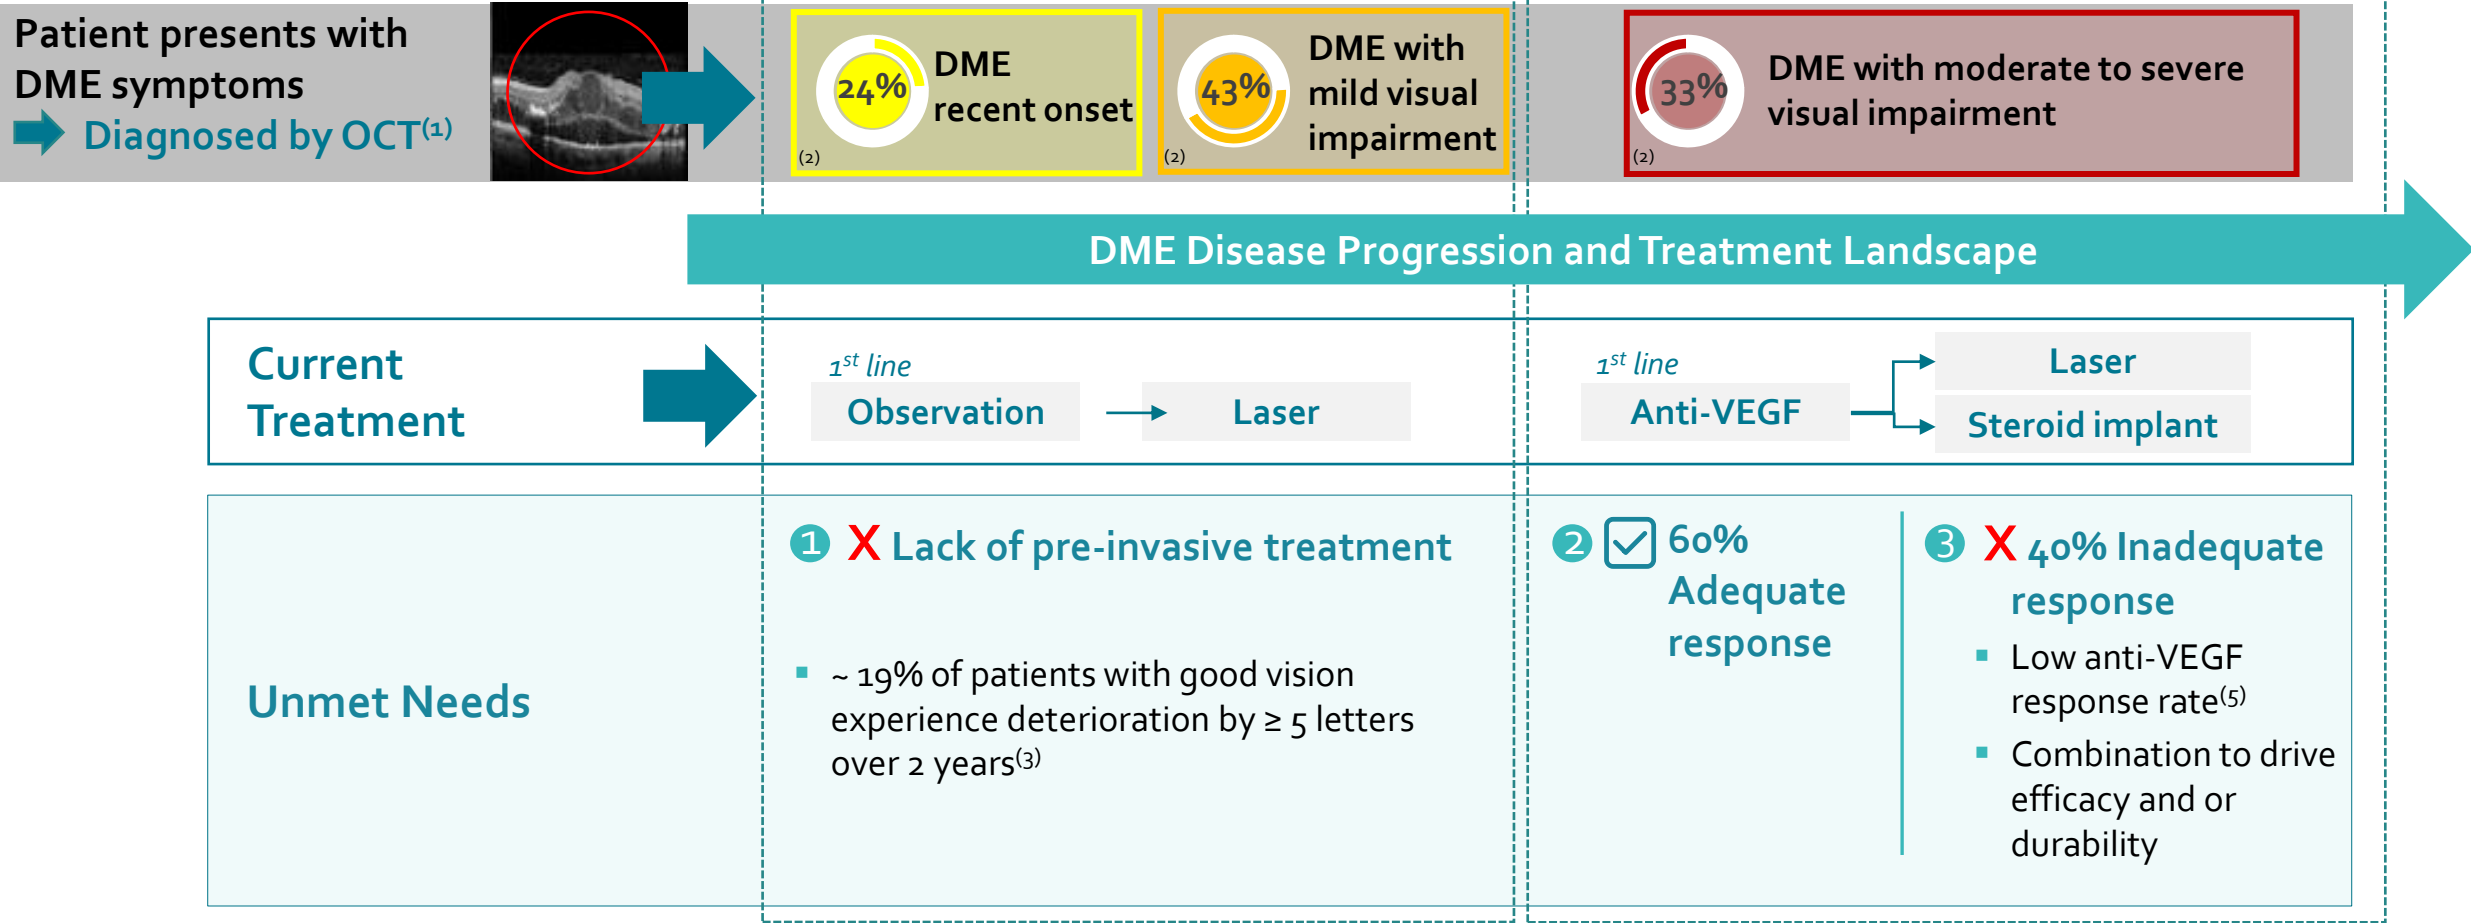 Patient presents with
DME symptoms
Diagnosed by OCT(1)
24%
DME
recent onset
(2)
43%
DME with
mild visual
impairment
(2)
33%
DME with moderate to severe
visual impairment
(2)
DME Disease Progression and Treatment Landscape
Current
Treatment
1st line
Observation
Laser
1st line
Anti-VEGF
Laser
Steroid implant
Unmet Needs
1 X Lack of pre-invasive treatment
▪ ~ 19% of patients with good vision
experience deterioration by ≥ 5 letters
over 2 years(3)
2 60%
Adequate
response
3 X 40% Inadequate
response
▪ Low anti-VEGF
response rate(5)
▪ Combination to drive
efficacy and or
durability